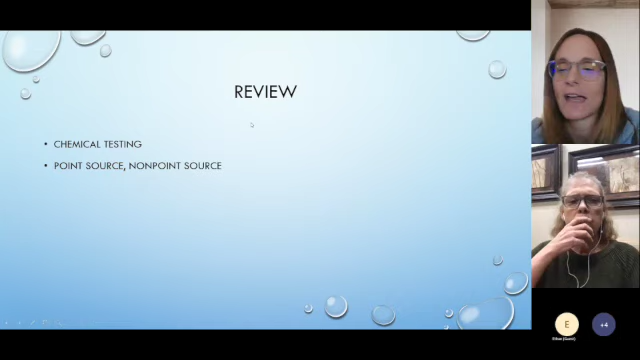 REVIEW
• CHEMICAL TESTING
• POINT SOURCE, NONPOINT SOURCE
E
+4